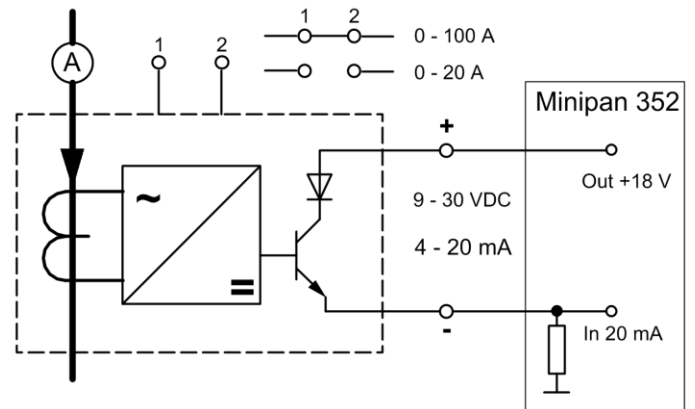 1 2
0 - 100 A
0 - 20 A
A
1 2
Minipan 352
+
Out +18 V
9 - 30 VDC
4 - 20 mA
~
=
-
In 20 mA